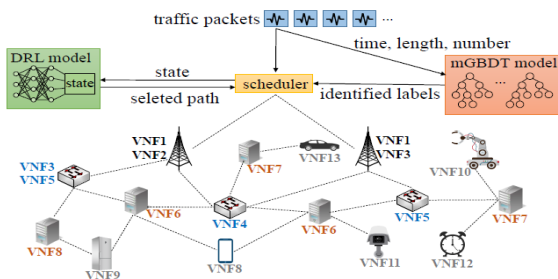 traffic packets
...
time, length, number
DRL model
state
state
seleted path
scheduler
mGBDT model
identified labels
...
VNF1
VNF2
VNF1
VNF3
VNF7
VNF13
VNF10
VNF3
VNF5
VNF6
VNF4
VNF6
VNF5
VNF7
VNF8
VNF9
VNF8
VNF11
VNF12